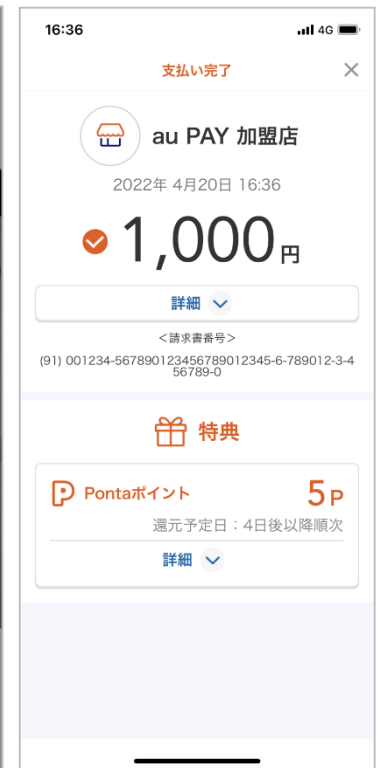 16:36
4G
支払い完了
au PAY 加盟店
2022年 4月20日 16:36
1,000円
詳細
＜請求書番号＞
(91) 001234-567890123456789012345-6-789012-3-4
56789-0
特典
Pontaポイント
5P
還元予定日：4日後以降順次
詳細